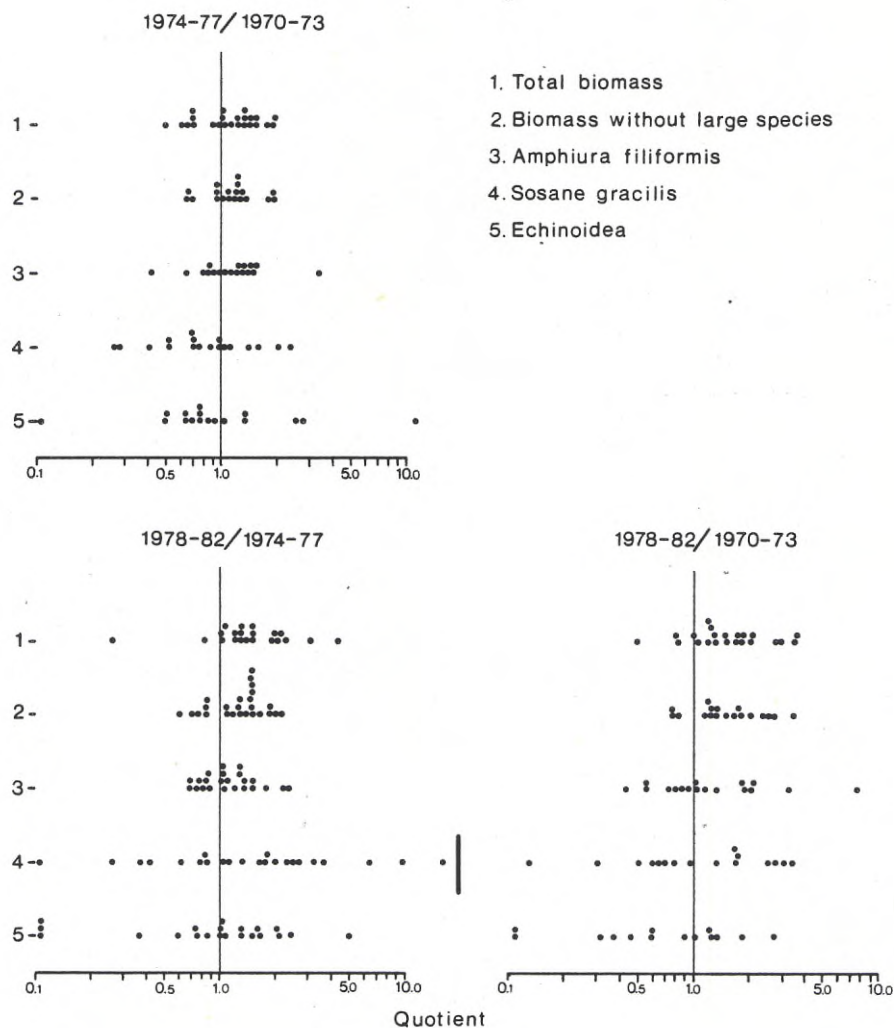 1974-77/1970-73
1. Total biomass
2. Biomass without large species
3. Amphiura filiformis
4. Sosane gracilis
5. Echinoidea
1
2
3
4
5
0.1 0.5 1.0 5.0 10.0
1978-82/1974-77
1
2
3
4
5
0.1 0.5 1.0 5.0 10.0
1978-82/1970-73
0.1 0.5 1.0 5.0 10.0
Quotient